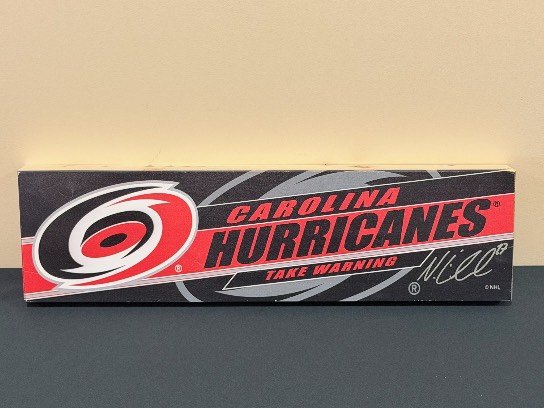 CAROLINA
HURRICANES®
TAKE WARNING
®
®
© NHL